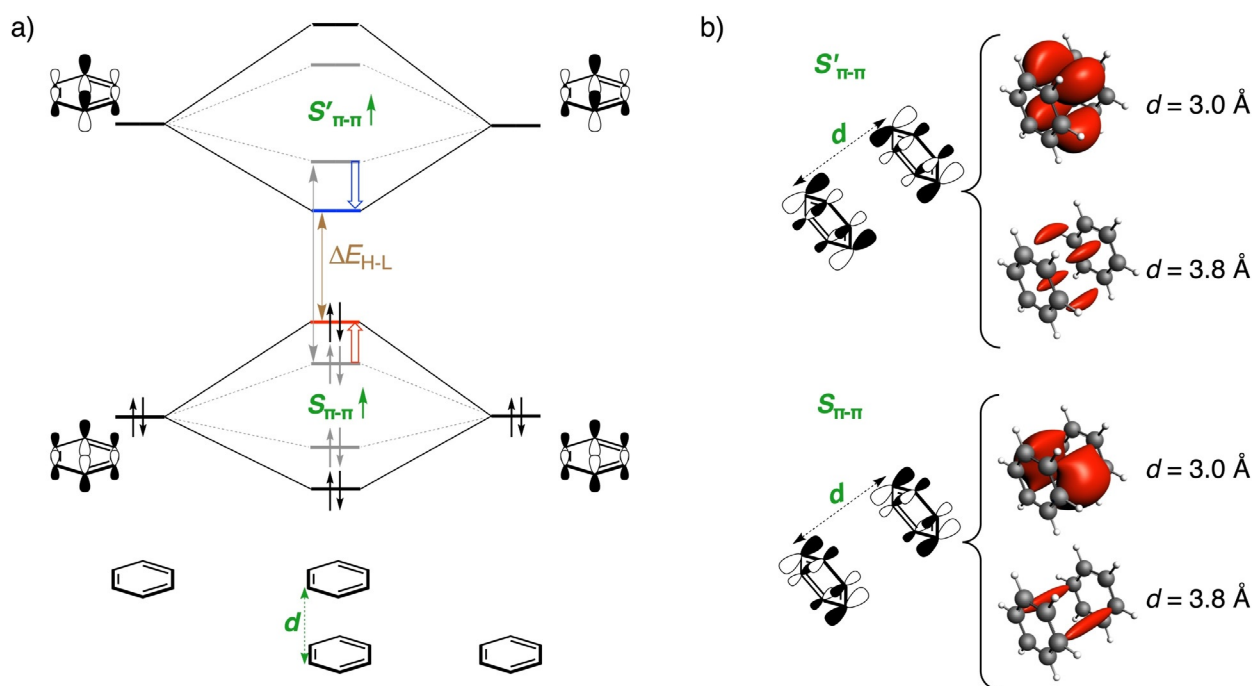 a)
S′π-π ↑
ΔEH-L
Sπ-π ↑
d
b)
S′π-π
d
d = 3.0 Å
d = 3.8 Å
Sπ-π
d
d = 3.0 Å
d = 3.8 Å